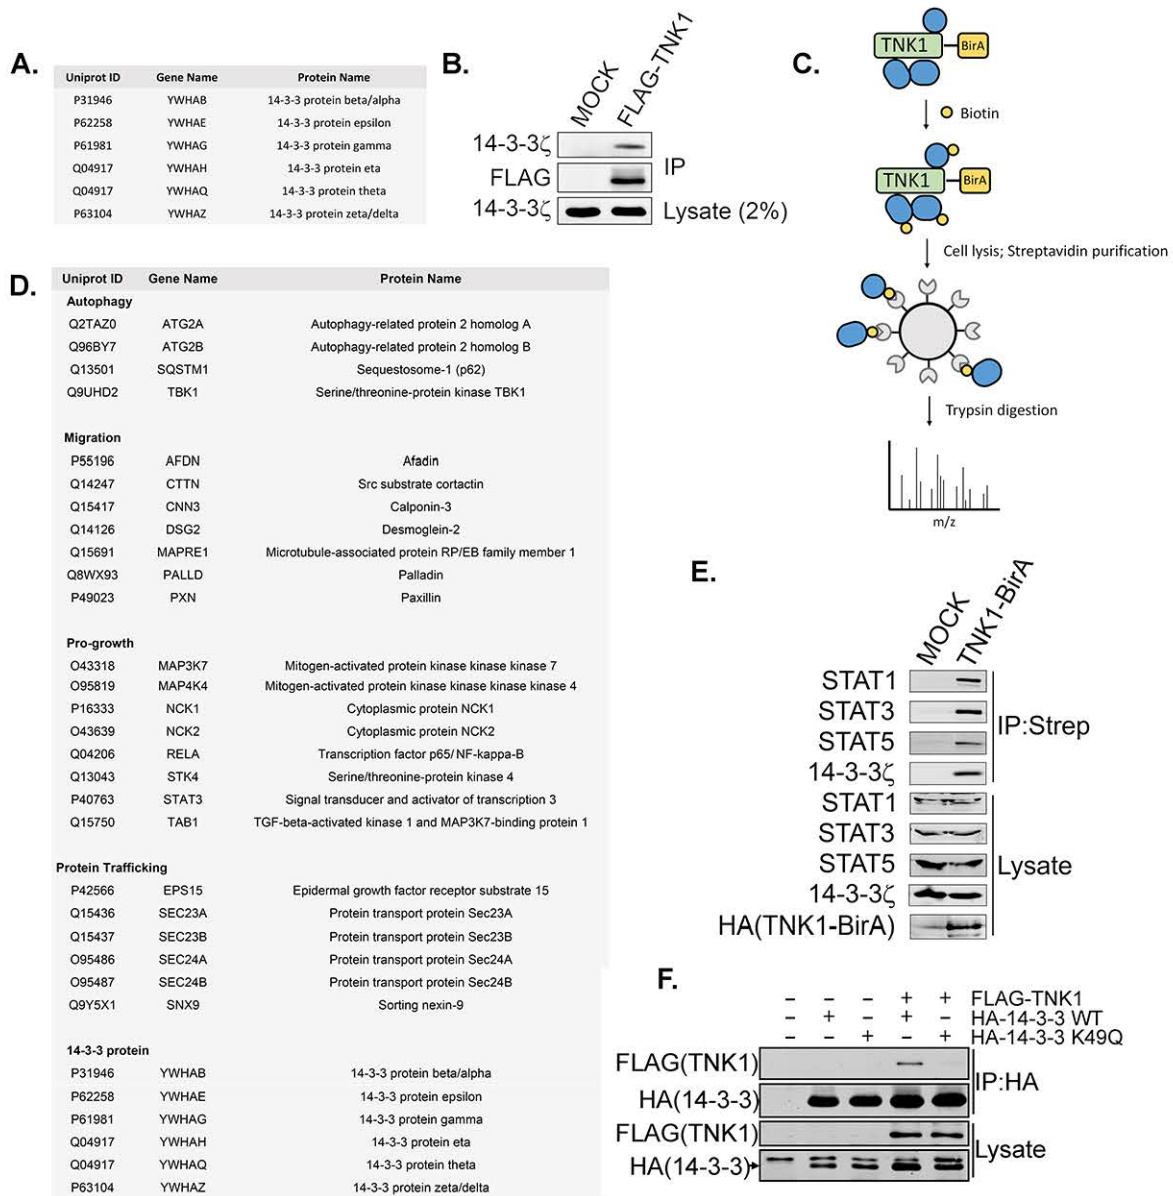 A.
Uniprot ID Gene Name Protein Name
P31946 YWHAB 14-3-3 protein beta/alpha
P62258 YWHAE 14-3-3 protein epsilon
P61981 YWHAG 14-3-3 protein gamma
Q04917 YWHAH 14-3-3 protein eta
Q04917 YWHAQ 14-3-3 protein theta
P63104 YWHAZ 14-3-3 protein zeta/delta
B.
MOCK FLAG-TNK1
14-3-3ζ
FLAG
IP
14-3-3ζ Lysate (2%)
C.
TNK1 BirA
Biotin
TNK1 BirA
Cell lysis; Streptavidin purification
Trypsin digestion
m/z
D.
Uniprot ID Gene Name Protein Name
Autophagy
Q2TAZ0 ATG2A Autophagy-related protein 2 homolog A
Q96BY7 ATG2B Autophagy-related protein 2 homolog B
Q13501 SQSTM1 Sequestosome-1 (p62)
Q9UHD2 TBK1 Serine/threonine-protein kinase TBK1
Migration
P55196 AFDN Afadin
Q14247 CTTN Src substrate cortactin
Q15417 CNN3 Calponin-3
Q14126 DSG2 Desmoglein-2
Q15691 MAPRE1 Microtubule-associated protein RP/EB family member 1
Q8WX93 PALLD Palladin
P49023 PXN Paxillin
Pro-growth
O43318 MAP3K7 Mitogen-activated protein kinase kinase kinase 7
O95819 MAP4K4 Mitogen-activated protein kinase kinase kinase kinase 4
P16333 NCK1 Cytoplasmic protein NCK1
O43639 NCK2 Cytoplasmic protein NCK2
Q04206 RELA Transcription factor p65/ NF-kappa-B
Q13043 STK4 Serine/threonine-protein kinase 4
P40763 STAT3 Signal transducer and activator of transcription 3
Q15750 TAB1 TGF-beta-activated kinase 1 and MAP3K7-binding protein 1
Protein Trafficking
P42566 EPS15 Epidermal growth factor receptor substrate 15
Q15436 SEC23A Protein transport protein Sec23A
Q15437 SEC23B Protein transport protein Sec23B
O95486 SEC24A Protein transport protein Sec24A
O95487 SEC24B Protein transport protein Sec24B
Q9Y5X1 SNX9 Sorting nexin-9
14-3-3 protein
P31946 YWHAB 14-3-3 protein beta/alpha
P62258 YWHAE 14-3-3 protein epsilon
P61981 YWHAG 14-3-3 protein gamma
Q04917 YWHAH 14-3-3 protein eta
Q04917 YWHAQ 14-3-3 protein theta
P63104 YWHAZ 14-3-3 protein zeta/delta
E.
MOCK TNK1-BirA
STAT1
STAT3
STAT5
14-3-3ζ
IP:Strep
STAT1
STAT3
STAT5
14-3-3ζ
HA(TNK1-BirA)
Lysate
F.
- - - + + FLAG-TNK1
- + - + - HA-14-3-3 WT
- - + - + HA-14-3-3 K49Q
FLAG(TNK1)
HA(14-3-3)
IP:HA
FLAG(TNK1)
HA(14-3-3)
Lysate